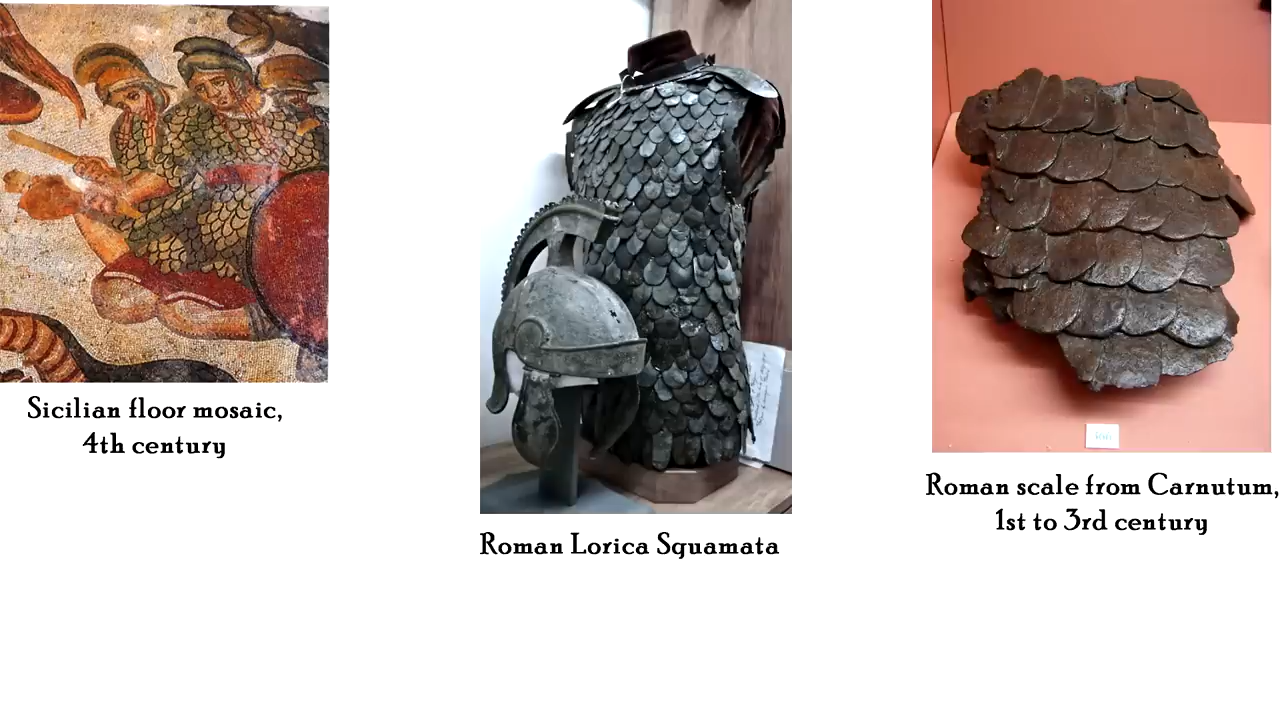 Sicilian floor mosaic,
4th century
Roman Lorica Squamata
Roman scale from Carnutum,
1st to 3rd century